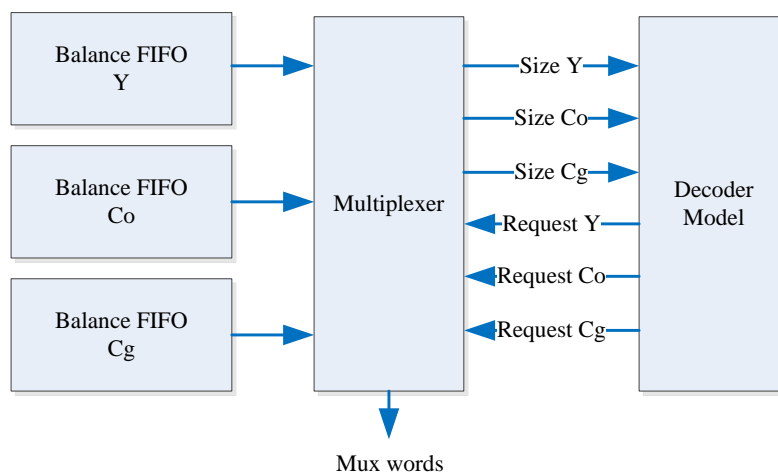 Balance FIFO
Y
Balance FIFO
Co
Balance FIFO
Cg
Multiplexer
Size Y
Size Co
Size Cg
Request Y
Request Co
Request Cg
Decoder
Model
Mux words